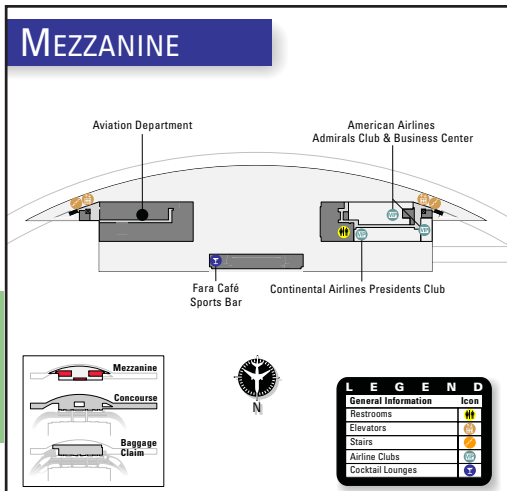 MEZZANINE
Aviation Department
American Airlines
Admirals Club & Business Center
Fara Café
Sports Bar
Continental Airlines Presidents Club
Mezzanine
Concourse
Baggage
Claim
N
LEGEND
General Information Icon
Restrooms
Elevators
Stairs
Airline Clubs
Cocktail Lounges